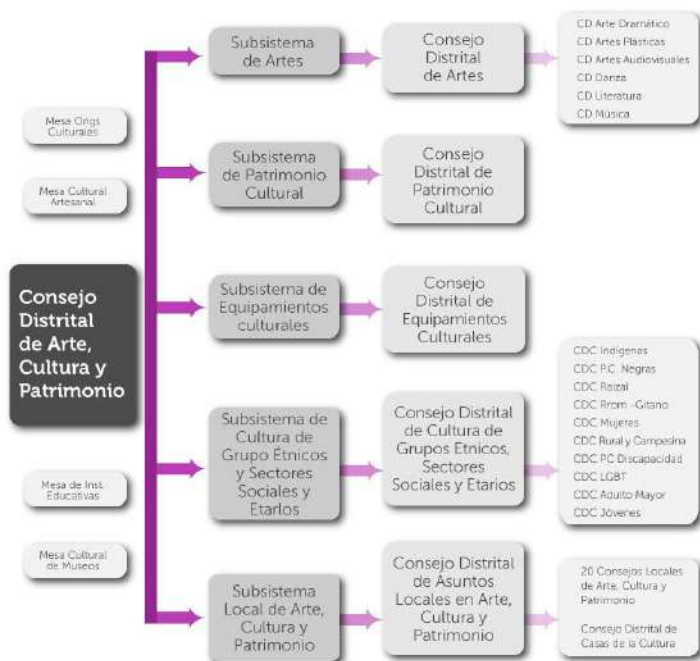 Mesa Ongs
Culturales
Mesa Cultural
Artesanal
Consejo
Distrital
de Arte,
Cultura y
Patrimonio
Mesa de Inst.
Educativas
Mesa Cultural
de Museos
Subsistema
de Artes
Consejo
Distrital
de Artes
CD Arte Dramático
CD Artes Plásticas
CD Artes Audiovisuales
CD Danza
CD Literatura
CD Música
Subsistema
de Patrimonio
Cultural
Consejo
Distrital de
Patrimonio
Cultural
Subsistema de
Equipamientos
culturales
Consejo
Distrital de
Equipamientos
Culturales
Subsistema de
Cultura de
Grupo Étnicos
y Sectores
Sociales y
Etarios
Consejo Distrital
de Cultura de
Grupos Etnicos,
Sectores
Sociales y Etarios
CDC Indígenas
CDC P.C. Negras
CDC Raizal
CDC Rrom -Gitano
CDC Mujeres
CDC Rural y Campesina
CDC PC Discapacidad
CDC LGBT
CDC Adulto Mayor
CDC Jóvenes
Subsistema
Local de Arte,
Cultura y
Patrimonio
Consejo Distrital
de Asuntos
Locales en Arte,
Cultura y
Patrimonio
20 Consejos Locales
de Arte, Cultura y
Patrimonio
Consejo Distrital de
Casas de la Cultura